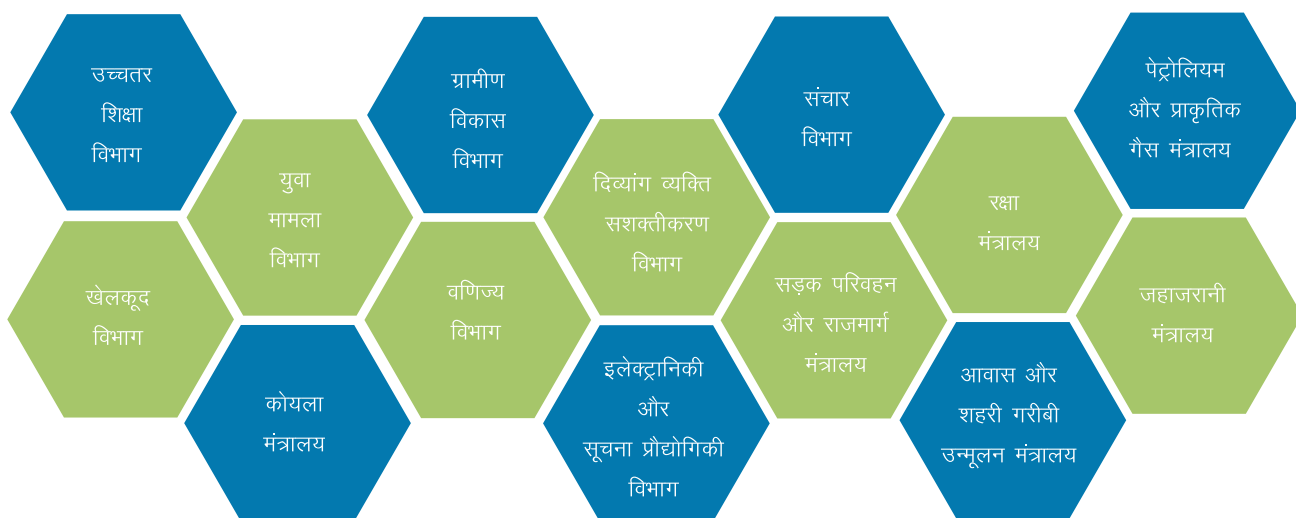 उच्चतर
शिक्षा
विभाग
ग्रामीण
विकास
विभाग
संचार
विभाग
पेट्रोलियम
और प्राकृतिक
गैस मंत्रालय
युवा
मामला
विभाग
दिव्यांग व्यक्ति
सशक्तीकरण
विभाग
रक्षा
मंत्रालय
खेलकूद
विभाग
वणिज्य
विभाग
सड़क परिवहन
और राजमार्ग
मंत्रालय
जहाजरानी
मंत्रालय
कोयला
मंत्रालय
इलेक्ट्रानिकी
और
सूचना प्रौद्योगिकी
विभाग
आवास और
शहरी गरीबी
उन्मूलन मंत्रालय